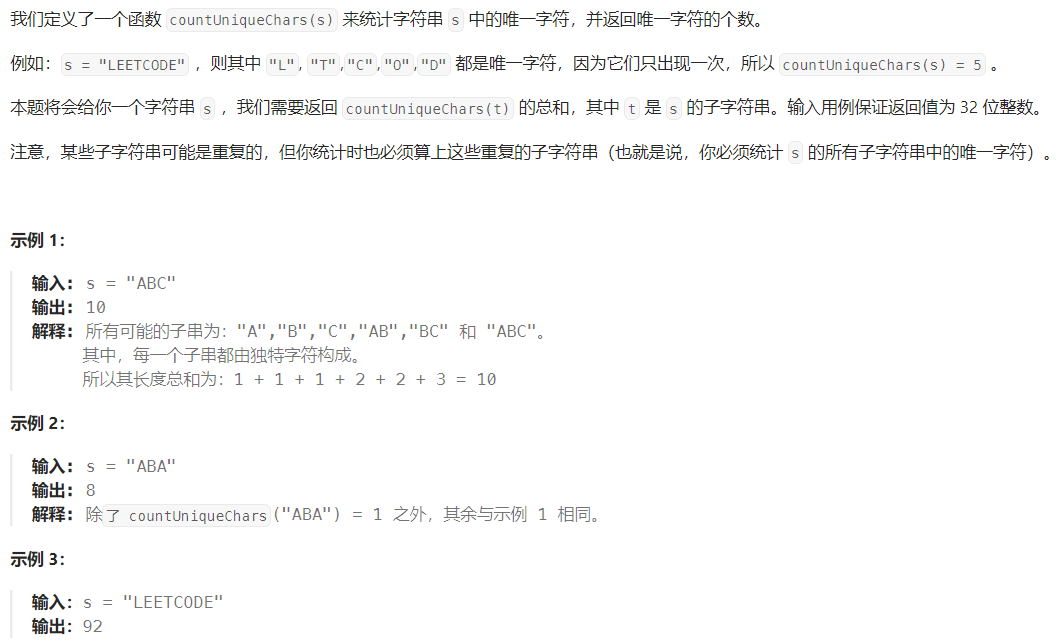 我们定义了一个函数 countUniqueChars(s) 来统计字符串 s 中的唯一字符，并返回唯一字符的个数。
例如：s = "LEETCODE" ，则其中 "L", "T","C","O","D" 都是唯一字符，因为它们只出现一次，所以 countUniqueChars(s) = 5 。
本题将会给你一个字符串 s ，我们需要返回 countUniqueChars(t) 的总和，其中 t 是 s 的子字符串。输入用例保证返回值为 32 位整数。
注意，某些子字符串可能是重复的，但你统计时也必须算上这些重复的子字符串（也就是说，你必须统计 s 的所有子字符串中的唯一字符）。
示例 1：
输入： s = "ABC"
输出： 10
解释： 所有可能的子串为："A","B","C","AB","BC" 和 "ABC"。
其中，每一个子串都由独特字符构成。
所以其长度总和为：1 + 1 + 1 + 2 + 2 + 3 = 10
示例 2：
输入： s = "ABA"
输出： 8
解释： 除了 countUniqueChars("ABA") = 1 之外，其余与示例 1 相同。
示例 3：
输入：s = "LEETCODE"
输出：92